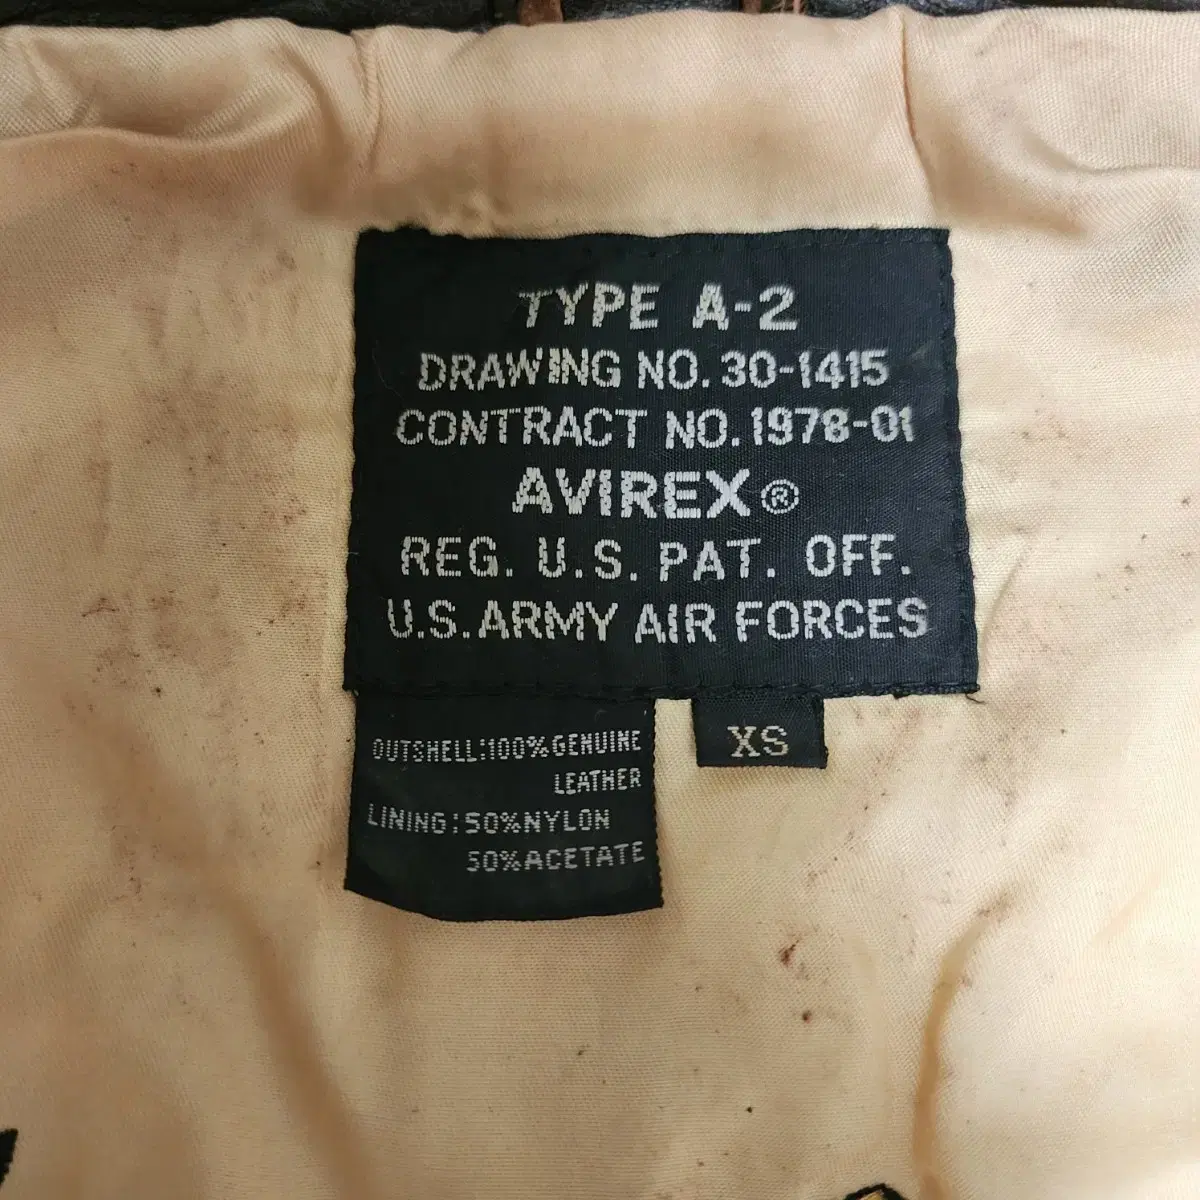 TYPE A-2
DRAWING NO. 30-1415
CONTRACT NO. 1978-01
AVIREX®
REG. U.S. PAT. OFF.
U.S. ARMY AIR FORCES
XS
OUTSHELL:100%GENUINE
LEATHER
LINING:50%NYLON
50%ACETATE